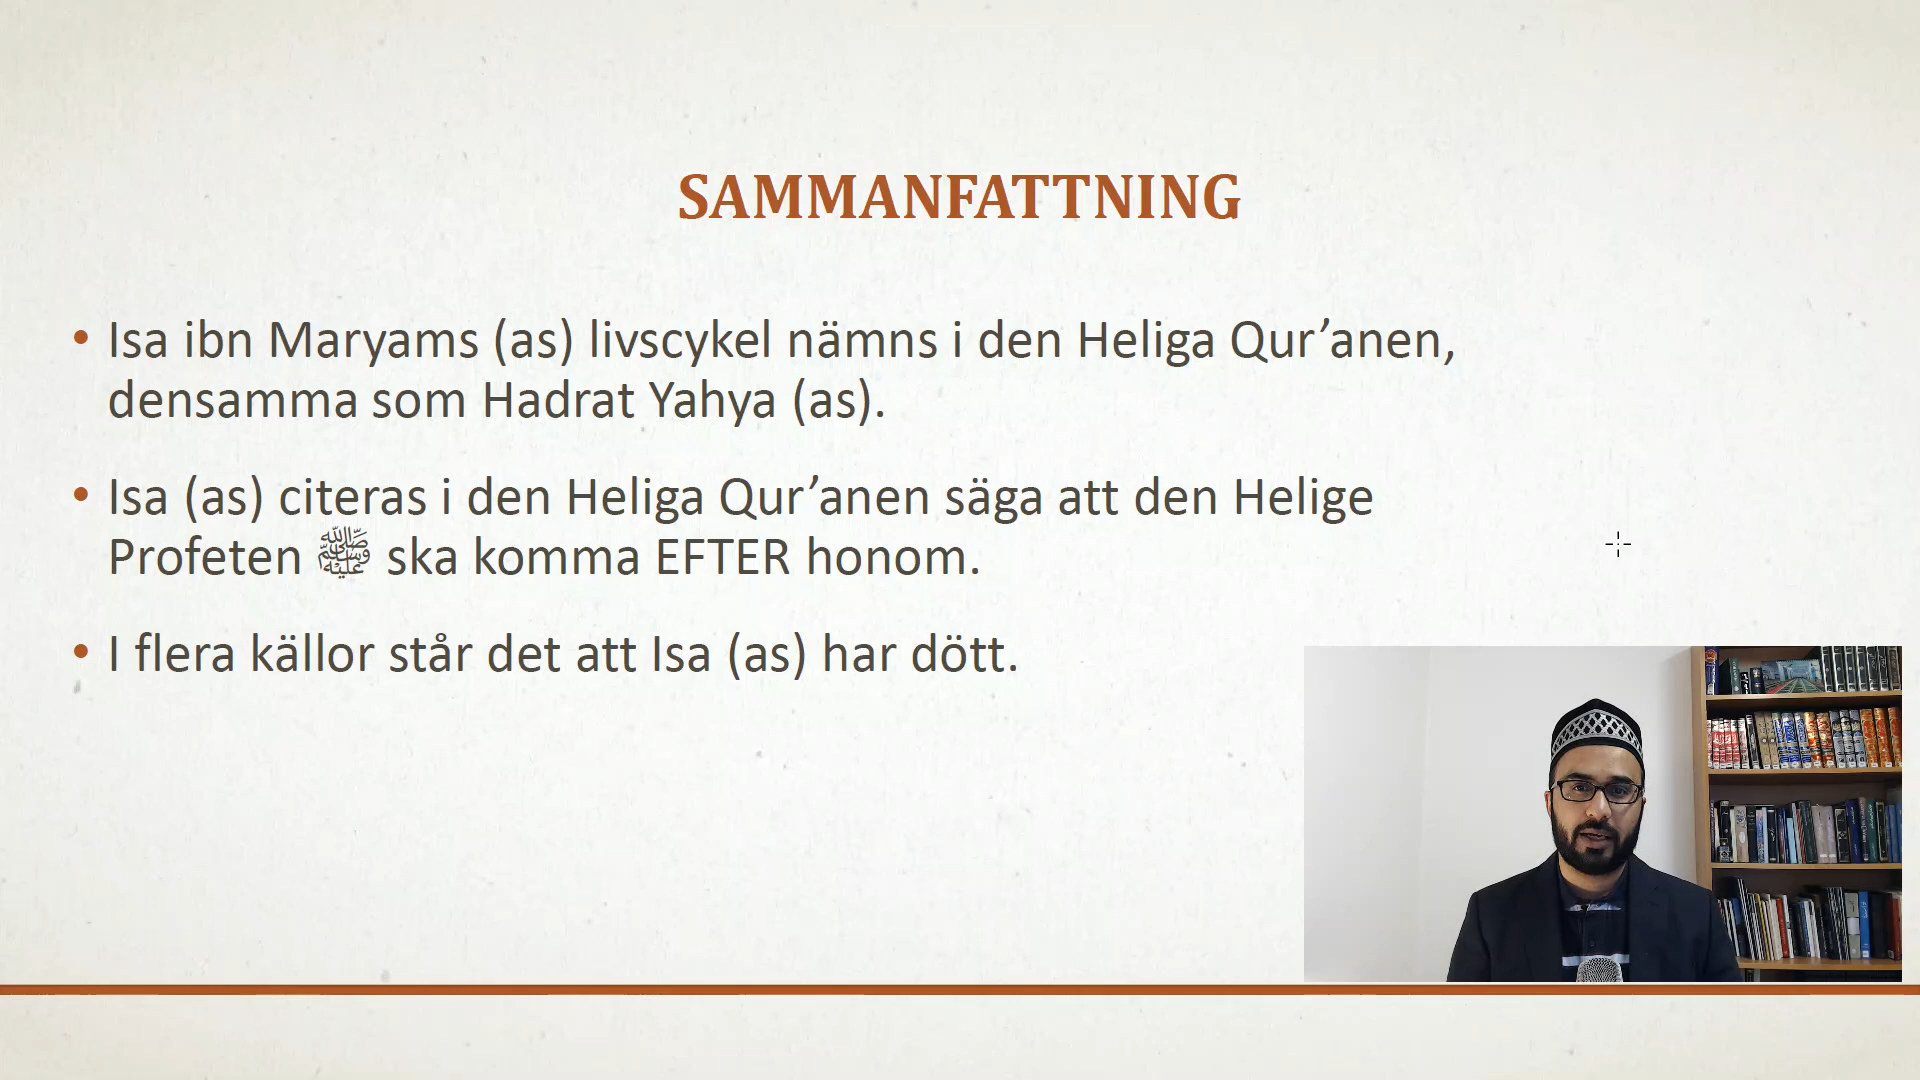 SAMMANFATTNING
• Isa ibn Maryams (as) livscykel nämns i den Heliga Qur’anen,
densamma som Hadrat Yahya (as).
• Isa (as) citeras i den Heliga Qur’anen säga att den Helige
Profeten ﷺ ska komma EFTER honom.
• I flera källor står det att Isa (as) har dött.